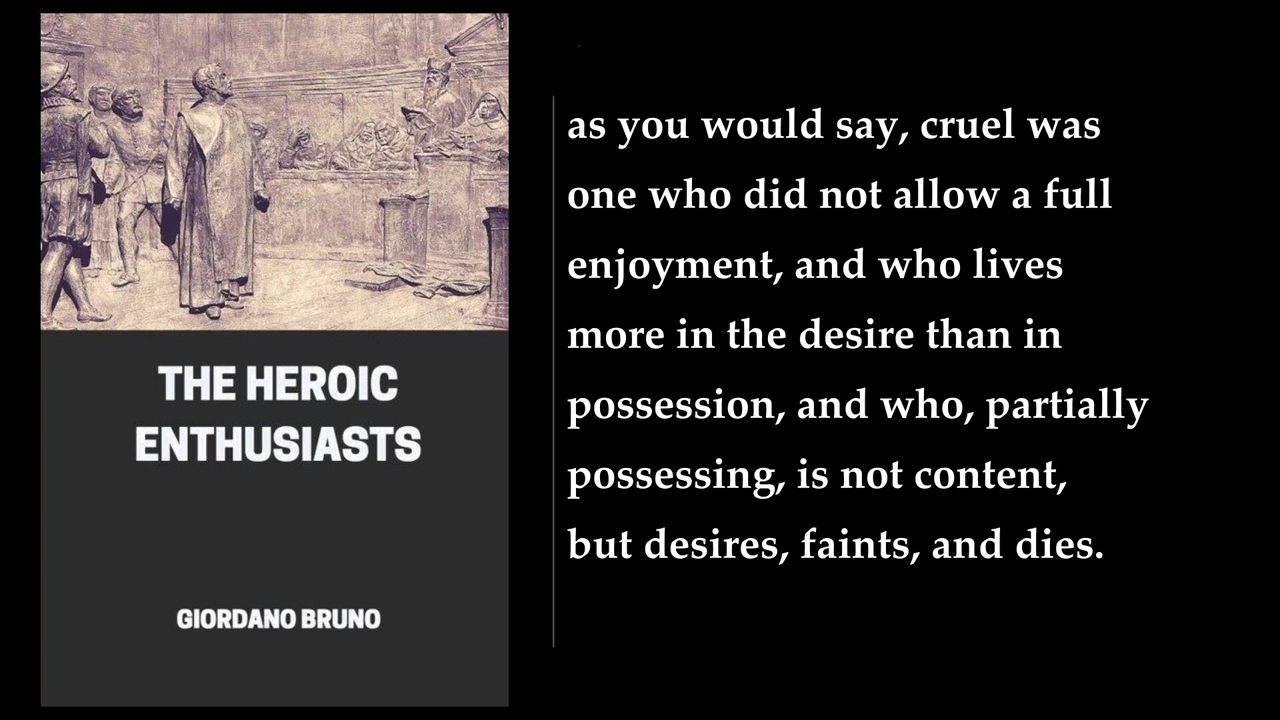 THE HEROIC
ENTHUSIASTS
GIORDANO BRUNO
as you would say, cruel was
one who did not allow a full
enjoyment, and who lives
more in the desire than in
possession, and who, partially
possessing, is not content,
but desires, faints, and dies.